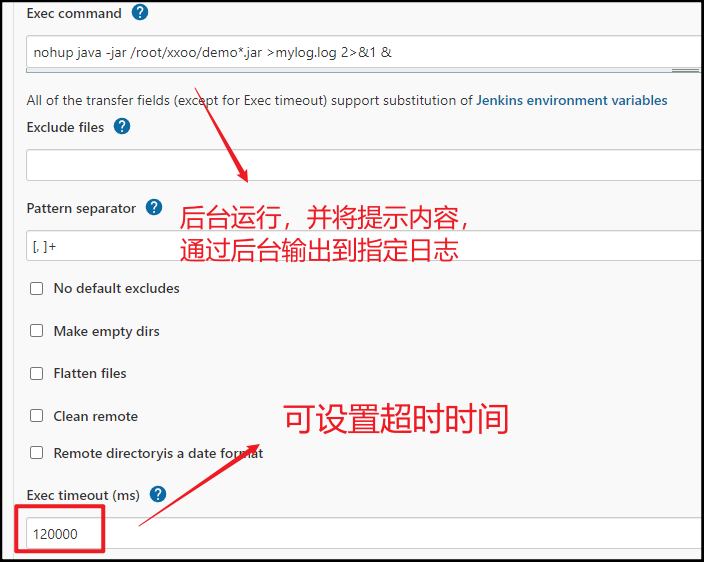 Exec command
nohup java -jar /root/xxoo/demo*.jar >mylog.log 2>&1 &
All of the transfer fields (except for Exec timeout) support substitution of Jenkins environment variables
Exclude files
Pattern separator
后台运行，并将提示内容，
通过后台输出到指定日志
[, ]+
No default excludes
Make empty dirs
Flatten files
可设置超时时间
Clean remote
Remote directoryis a date format
Exec timeout (ms)
120000